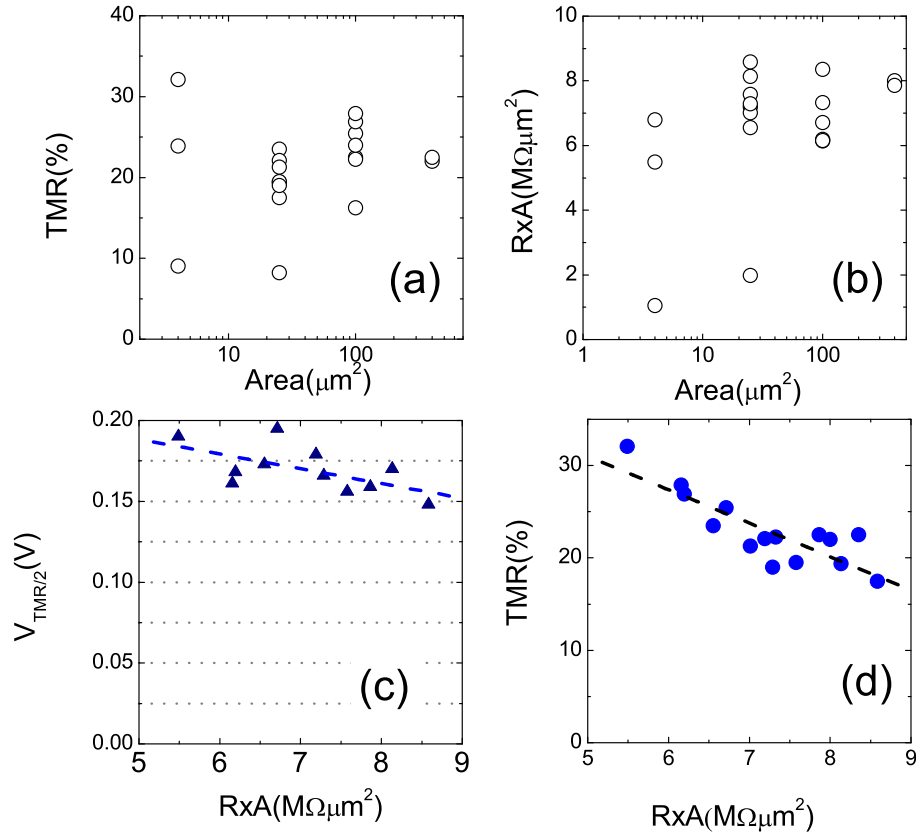 40
30
20
10
0
TMR(%)
(a)
10
100
Area(μm²)
10
8
6
4
2
0
RxA(MΩμm²)
(b)
1
10
100
Area(μm²)
0.20
0.15
0.10
0.05
0.00
V_TMR/2(V)
(c)
5
6
7
8
9
RxA(MΩμm²)
30
20
10
0
TMR(%)
(d)
5
6
7
8
9
RxA(MΩμm²)